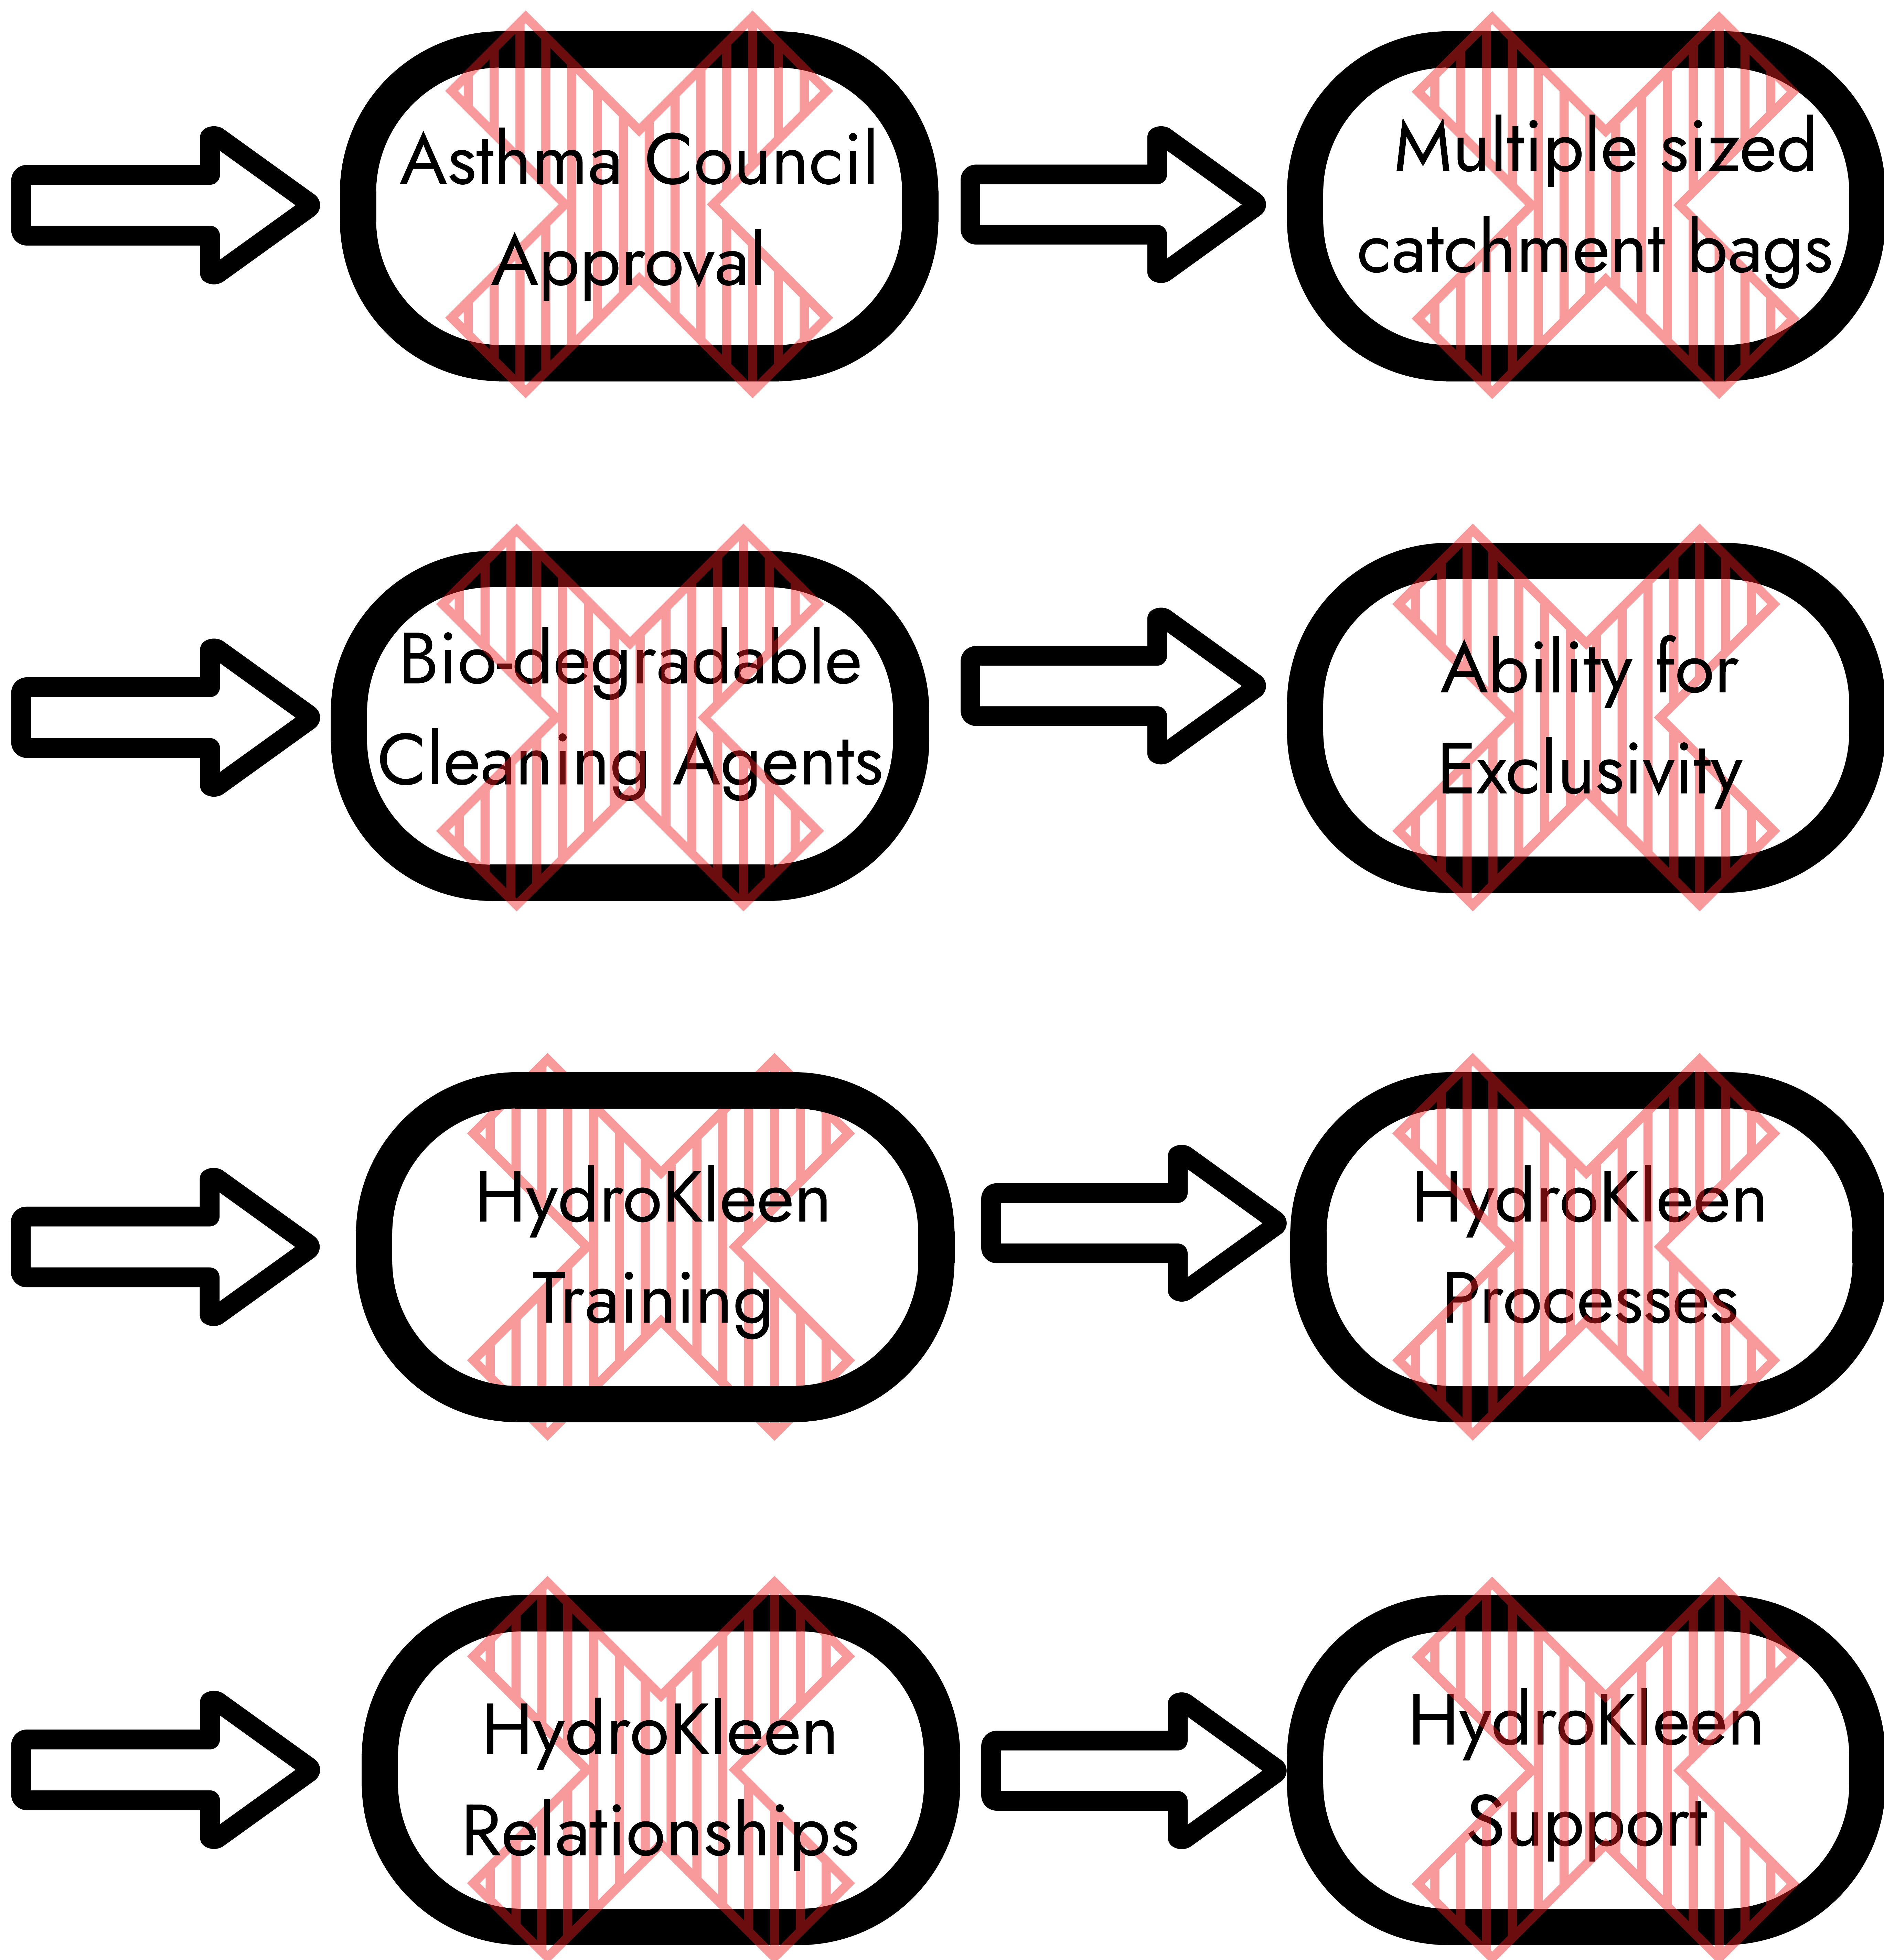 Asthma Council
Approval
Multiple sized
catchment bags
Bio-degradable
Cleaning Agents
Ability for
Exclusivity
HydroKleen
Training
HydroKleen
Processes
HydroKleen
Relationships
HydroKleen
Support